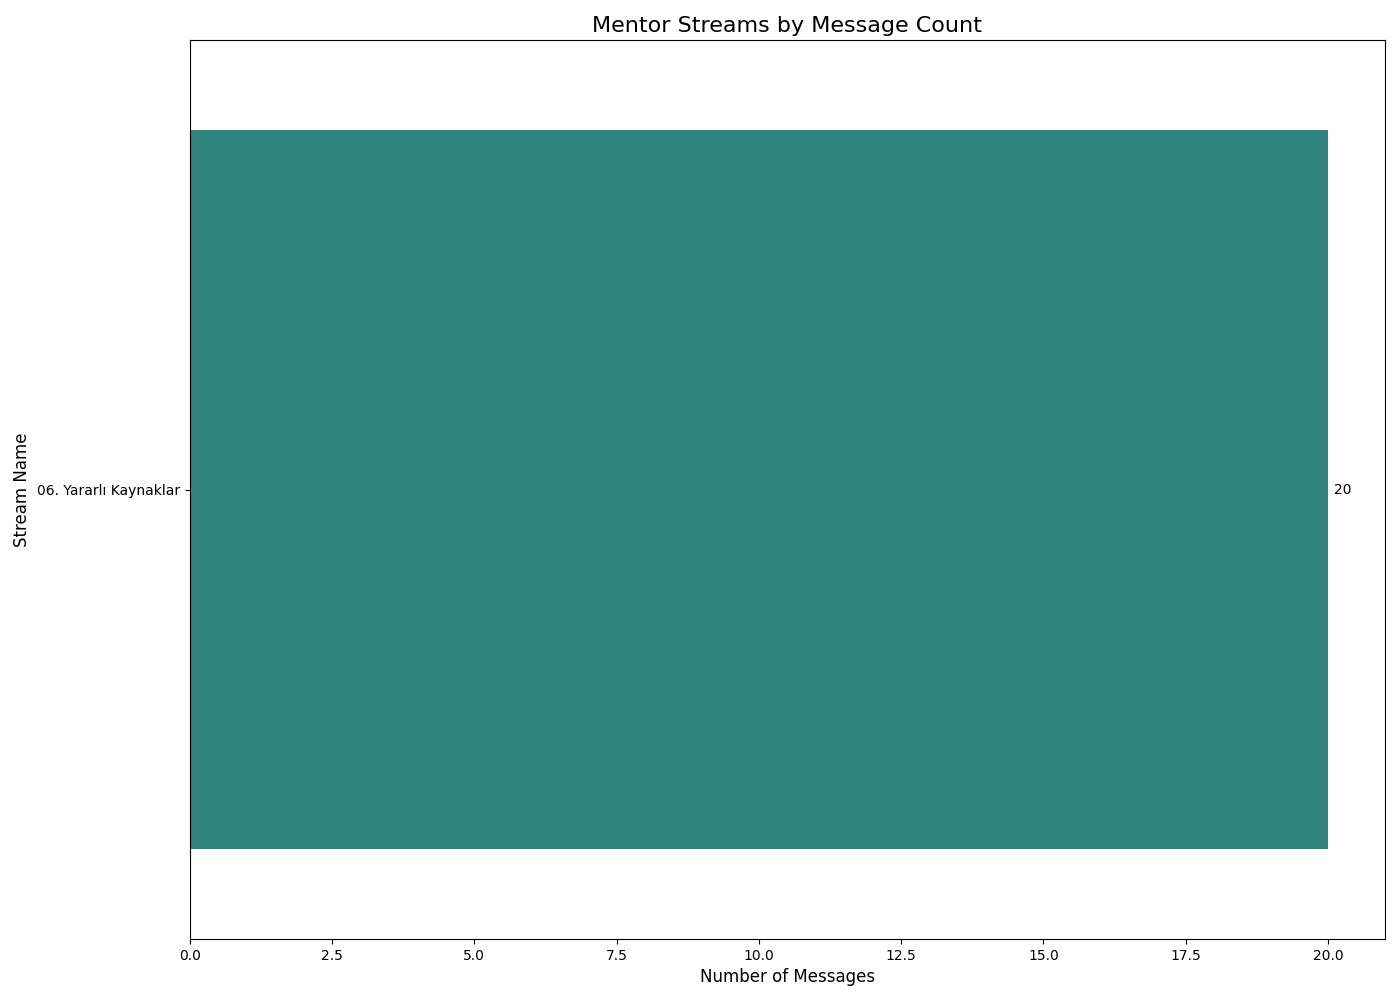 Mentor Streams by Message Count
Stream Name
06. Yararlı Kaynaklar
20
0.0 2.5 5.0 7.5 10.0 12.5 15.0 17.5 20.0
Number of Messages